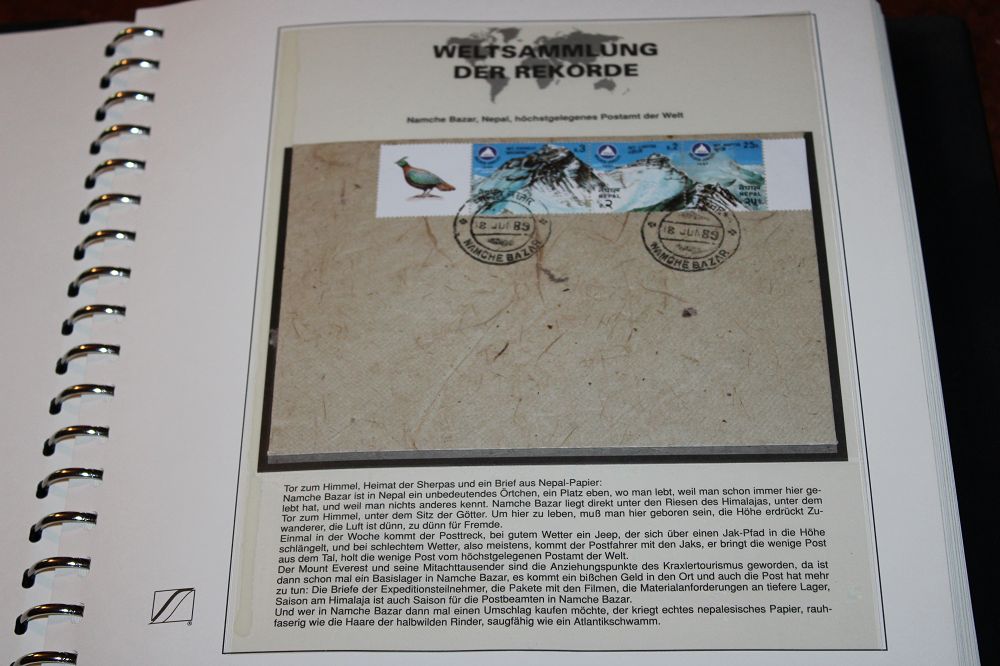 WELTSAMMLUNG
DER REKORDE
Namche Bazar, Nepal, höchstgelegenes Postamt der Welt
3
2
25
नेपाल
NEPAL
२
नेपाल
NEPAL
18 JUN 89
NAMCHE BAZAR
18 JUN 89
NAMCHE BAZAR
Tor zum Himmel, Heimat der Sherpas und ein Brief aus Nepal-Papier:
Namche Bazar ist in Nepal ein unbedeutendes Örtchen, ein Platz eben, wo man lebt, weil man schon immer hier ge-
lebt hat, und weil man nichts anderes kennt. Namche Bazar liegt direkt unter den Riesen des Himalajas, unter dem
Tor zum Himmel, unter dem Sitz der Götter. Um hier zu leben, muß man hier geboren sein, die Höhe erdrückt Zu-
wanderer, die Luft ist dünn, zu dünn für Fremde.
Einmal in der Woche kommt der Posttreck, bei gutem Wetter ein Jeep, der sich über einen Jak-Pfad in die Höhe
schlängelt, und bei schlechtem Wetter, also meistens, kommt der Postfahrer mit den Jaks, er bringt die wenige Post
aus dem Tal, holt die wenige Post vom höchstgelegenen Postamt der Welt.
Der Mount Everest und seine Mitachttausender sind die Anziehungspunkte des Kraxlertourismus geworden, da ist
dann schon mal ein Basislager in Namche Bazar, es kommt ein bißchen Geld in den Ort und auch die Post hat mehr
zu tun: Die Briefe der Expeditionsteilnehmer, die Pakete mit den Filmen, die Materialanforderungen an tiefere Lager,
Saison am Himalaja ist auch Saison für die Postbeamten in Namche Bazar.
Und wer in Namche Bazar dann mal einen Umschlag kaufen möchte, der kriegt echtes nepalesisches Papier, rauh-
faserig wie die Haare der halbwilden Rinder, saugfähig wie ein Atlantikschwamm.